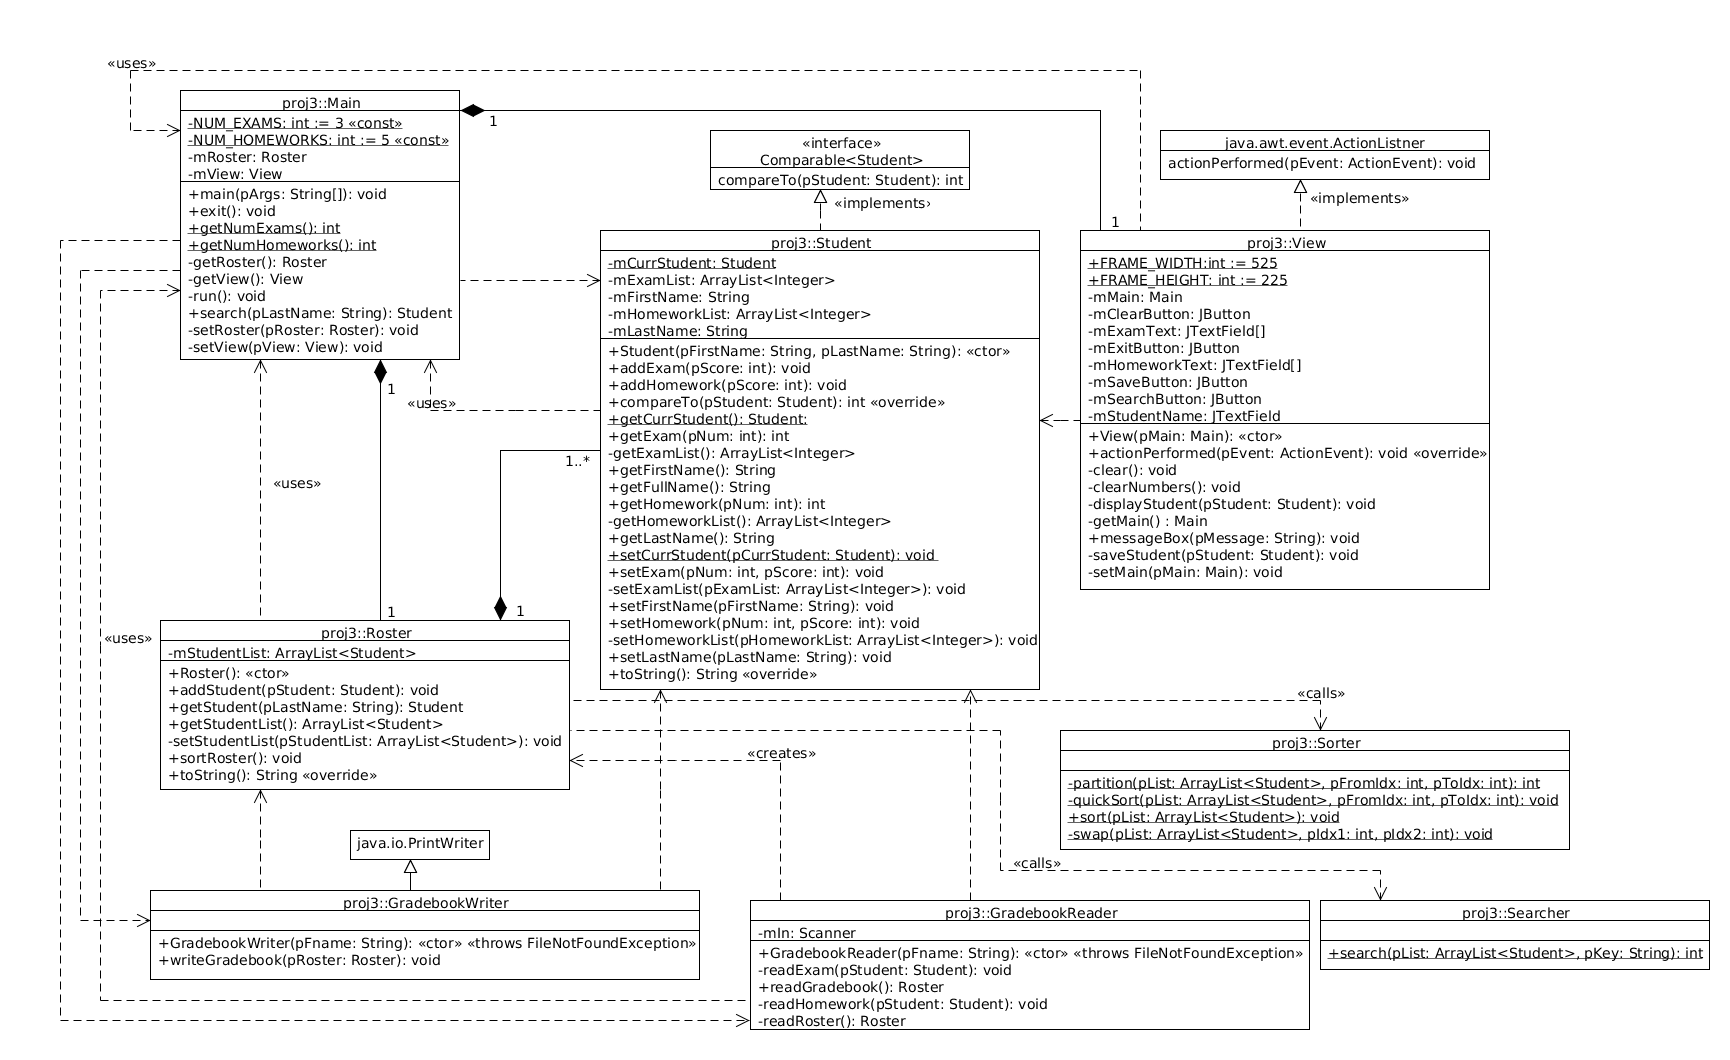 «uses»
proj3::Main
-NUM_EXAMS: int := 3 «const»
-NUM_HOMEWORKS: int := 5 «const»
-mRoster: Roster
-mView: View
+main(pArgs: String[]): void
+exit(): void
+getNumExams(): int
+getNumHomeworks(): int
-getRoster(): Roster
-getView(): View
-run(): void
+search(pLastName: String): Student
-setRoster(pRoster: Roster): void
-setView(pView: View): void
1
«interface»
Comparable<Student>
compareTo(pStudent: Student): int
«implements»
java.awt.event.ActionListner
actionPerformed(pEvent: ActionEvent): void
«implements»
1
proj3::Student
-mCurrStudent: Student
-mExamList: ArrayList<Integer>
-mFirstName: String
-mHomeworkList: ArrayList<Integer>
-mLastName: String
+Student(pFirstName: String, pLastName: String): «ctor»
+addExam(pScore: int): void
+addHomework(pScore: int): void
+compareTo(pStudent: Student): int «override»
+getCurrStudent(): Student:
+getExam(pNum: int): int
-getExamList(): ArrayList<Integer>
+getFirstName(): String
+getFullName(): String
+getHomework(pNum: int): int
-getHomeworkList(): ArrayList<Integer>
+getLastName(): String
+setCurrStudent(pCurrStudent: Student): void
+setExam(pNum: int, pScore: int): void
-setExamList(pExamList: ArrayList<Integer>): void
+setFirstName(pFirstName: String): void
+setHomework(pNum: int, pScore: int): void
-setHomeworkList(pHomeworkList: ArrayList<Integer>): void
+setLastName(pLastName: String): void
+toString(): String «override»
proj3::View
+FRAME_WIDTH:int := 525
+FRAME_HEIGHT: int := 225
-mMain: Main
-mClearButton: JButton
-mExamText: JTextField[]
-mExitButton: JButton
-mHomeworkText: JTextField[]
-mSaveButton: JButton
-mSearchButton: JButton
-mStudentName: JTextField
+View(pMain: Main): «ctor»
+actionPerformed(pEvent: ActionEvent): void «override»
-clear(): void
-clearNumbers(): void
-displayStudent(pStudent: Student): void
-getMain() : Main
+messageBox(pMessage: String): void
-saveStudent(pStudent: Student): void
-setMain(pMain: Main): void
1
«uses»
1..*
«uses»
1
1
«uses»
proj3::Roster
-mStudentList: ArrayList<Student>
+Roster(): «ctor»
+addStudent(pStudent: Student): void
+getStudent(pLastName: String): Student
+getStudentList(): ArrayList<Student>
-setStudentList(pStudentList: ArrayList<Student>): void
+sortRoster(): void
+toString(): String «override»
«calls»
«creates»
proj3::Sorter
-partition(pList: ArrayList<Student>, pFromIdx: int, pToIdx: int): int
-quickSort(pList: ArrayList<Student>, pFromIdx: int, pToIdx: int): void
+sort(pList: ArrayList<Student>): void
-swap(pList: ArrayList<Student>, pIdx1: int, pIdx2: int): void
«calls»
java.io.PrintWriter
proj3::GradebookWriter
+GradebookWriter(pFname: String): «ctor» «throws FileNotFoundException»
+writeGradebook(pRoster: Roster): void
proj3::GradebookReader
-mIn: Scanner
+GradebookReader(pFname: String): «ctor» «throws FileNotFoundException»
-readExam(pStudent: Student): void
+readGradebook(): Roster
-readHomework(pStudent: Student): void
-readRoster(): Roster
proj3::Searcher
+search(pList: ArrayList<Student>, pKey: String): int